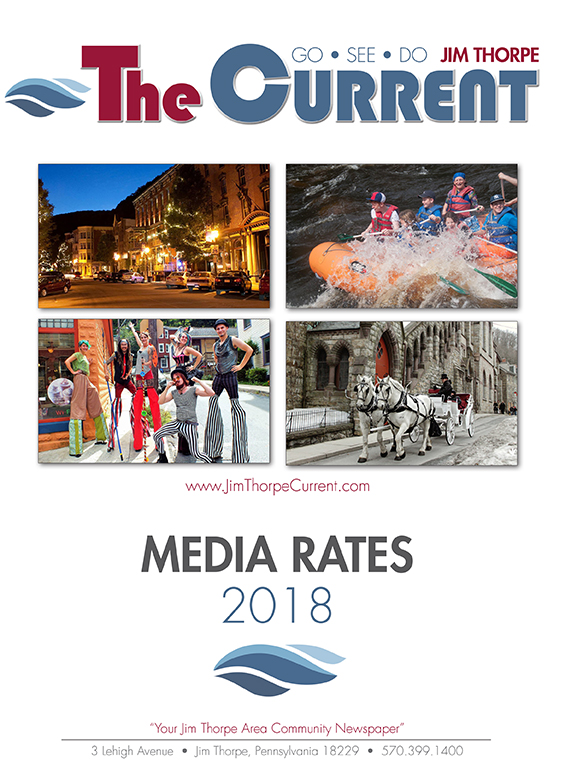 GO • SEE • DO JIM THORPE
The CURRENT
www.JimThorpeCurrent.com
MEDIA RATES
2018
“Your Jim Thorpe Area Community Newspaper”
3 Lehigh Avenue • Jim Thorpe, Pennsylvania 18229 • 570.399.1400